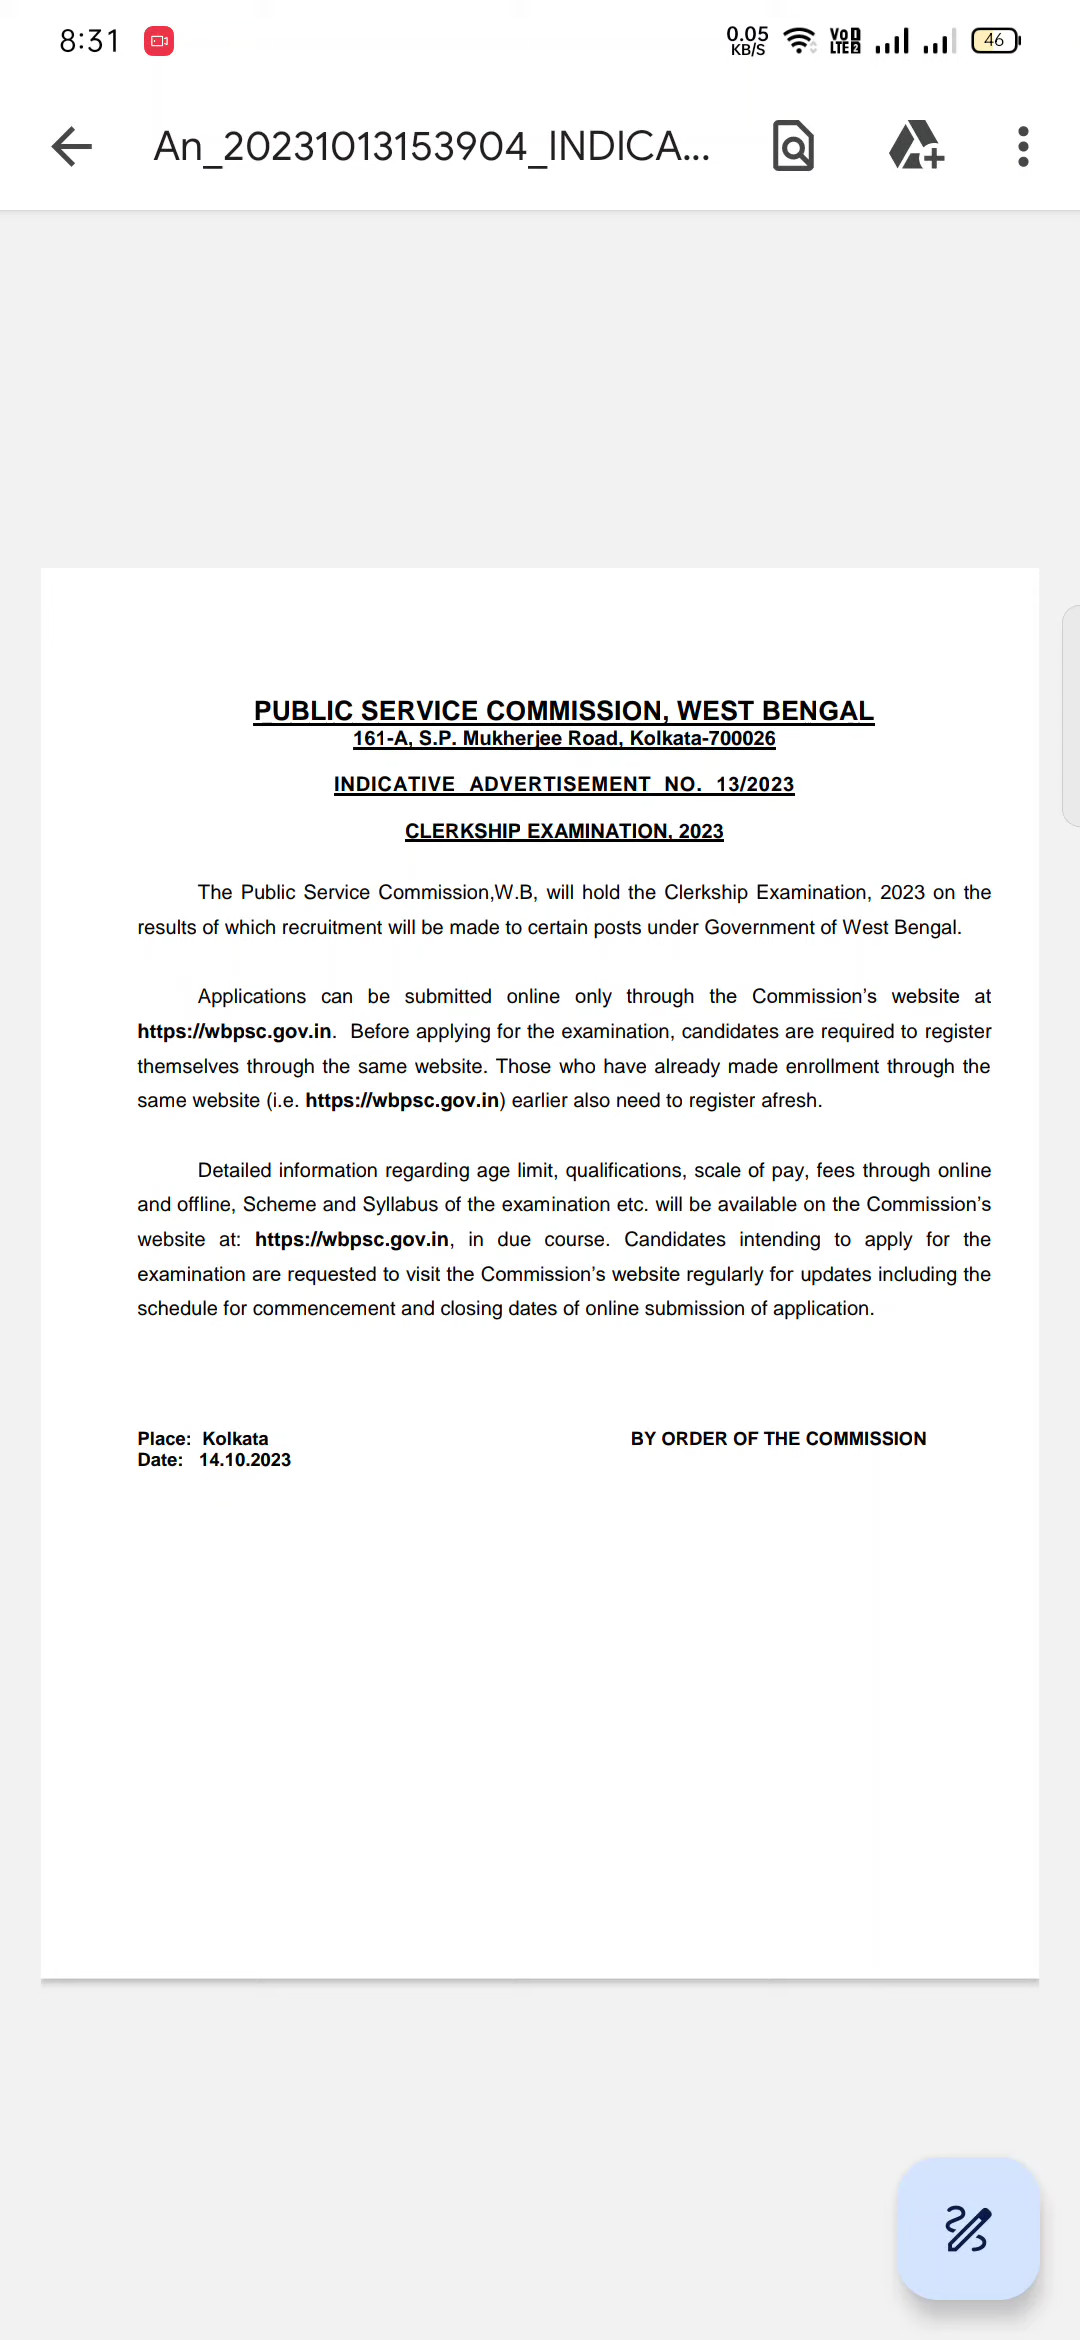 8:31
0.05
KB/S
Vo
LTE 2
46
An_20231013153904_INDICA...
PUBLIC SERVICE COMMISSION, WEST BENGAL
161-A, S.P. Mukherjee Road, Kolkata-700026
INDICATIVE ADVERTISEMENT NO. 13/2023
CLERKSHIP EXAMINATION, 2023
The Public Service Commission,W.B, will hold the Clerkship Examination, 2023 on the
results of which recruitment will be made to certain posts under Government of West Bengal.
Applications can be submitted online only through the Commission's website at
https://wbpsc.gov.in. Before applying for the examination, candidates are required to register
themselves through the same website. Those who have already made enrollment through the
same website (i.e. https://wbpsc.gov.in) earlier also need to register afresh.
Detailed information regarding age limit, qualifications, scale of pay, fees through online
and offline, Scheme and Syllabus of the examination etc. will be available on the Commission's
website at: https://wbpsc.gov.in, in due course. Candidates intending to apply for the
examination are requested to visit the Commission's website regularly for updates including the
schedule for commencement and closing dates of online submission of application.
Place: Kolkata BY ORDER OF THE COMMISSION
Date: 14.10.2023